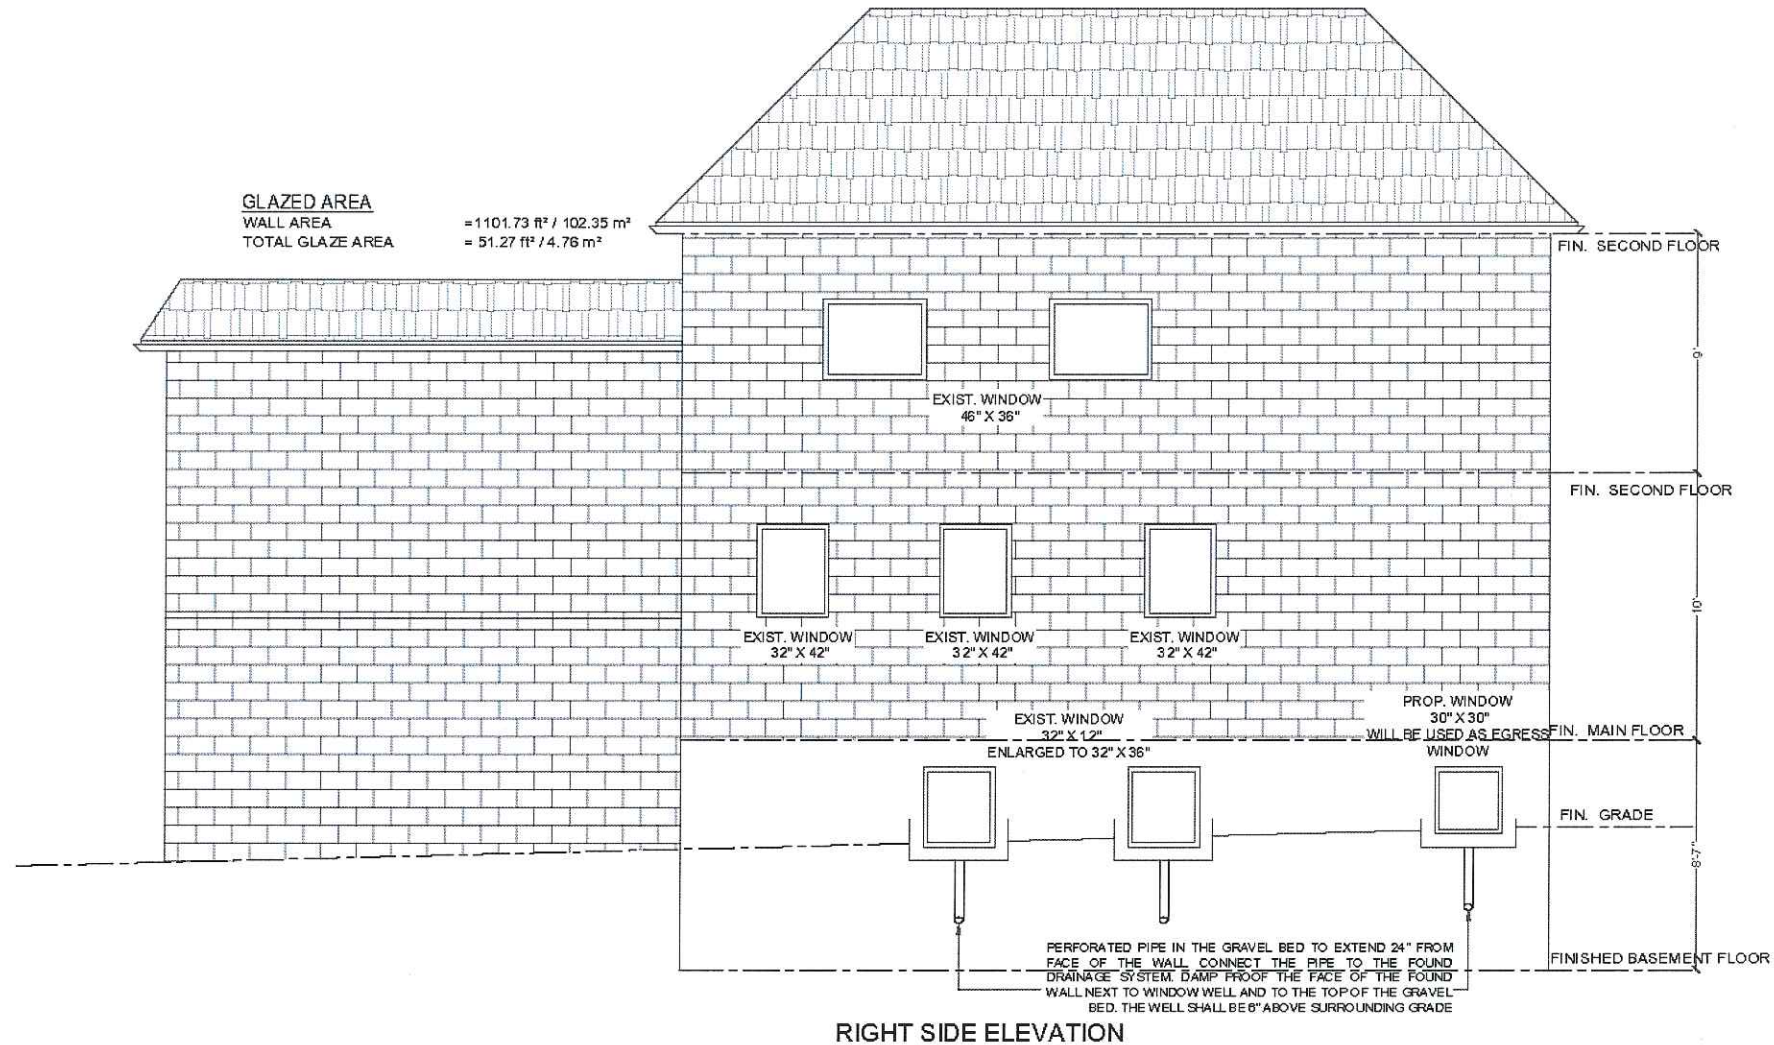 GLAZED AREA
WALL AREA =1101.73 ft² / 102.35 m²
TOTAL GLAZE AREA = 51.27 ft² / 4.76 m²
FIN. SECOND FLOOR
9'
EXIST. WINDOW
46" X 36"
FIN. SECOND FLOOR
10'
EXIST. WINDOW
32" X 42"
EXIST. WINDOW
32" X 42"
EXIST. WINDOW
32" X 42"
EXIST. WINDOW
32" X 12"
ENLARGED TO 32" X 36"
PROP. WINDOW
30" X 30"
WILL BE USED AS EGRESS
WINDOW
FIN. MAIN FLOOR
FIN. GRADE
8'-7"
FINISHED BASEMENT FLOOR
PERFORATED PIPE IN THE GRAVEL BED TO EXTEND 24" FROM
FACE OF THE WALL CONNECT THE PIPE TO THE FOUND
DRAINAGE SYSTEM. DAMP PROOF THE FACE OF THE FOUND
WALL NEXT TO WINDOW WELL AND TO THE TOP OF THE GRAVEL
BED. THE WELL SHALL BE 6" ABOVE SURROUNDING GRADE
RIGHT SIDE ELEVATION